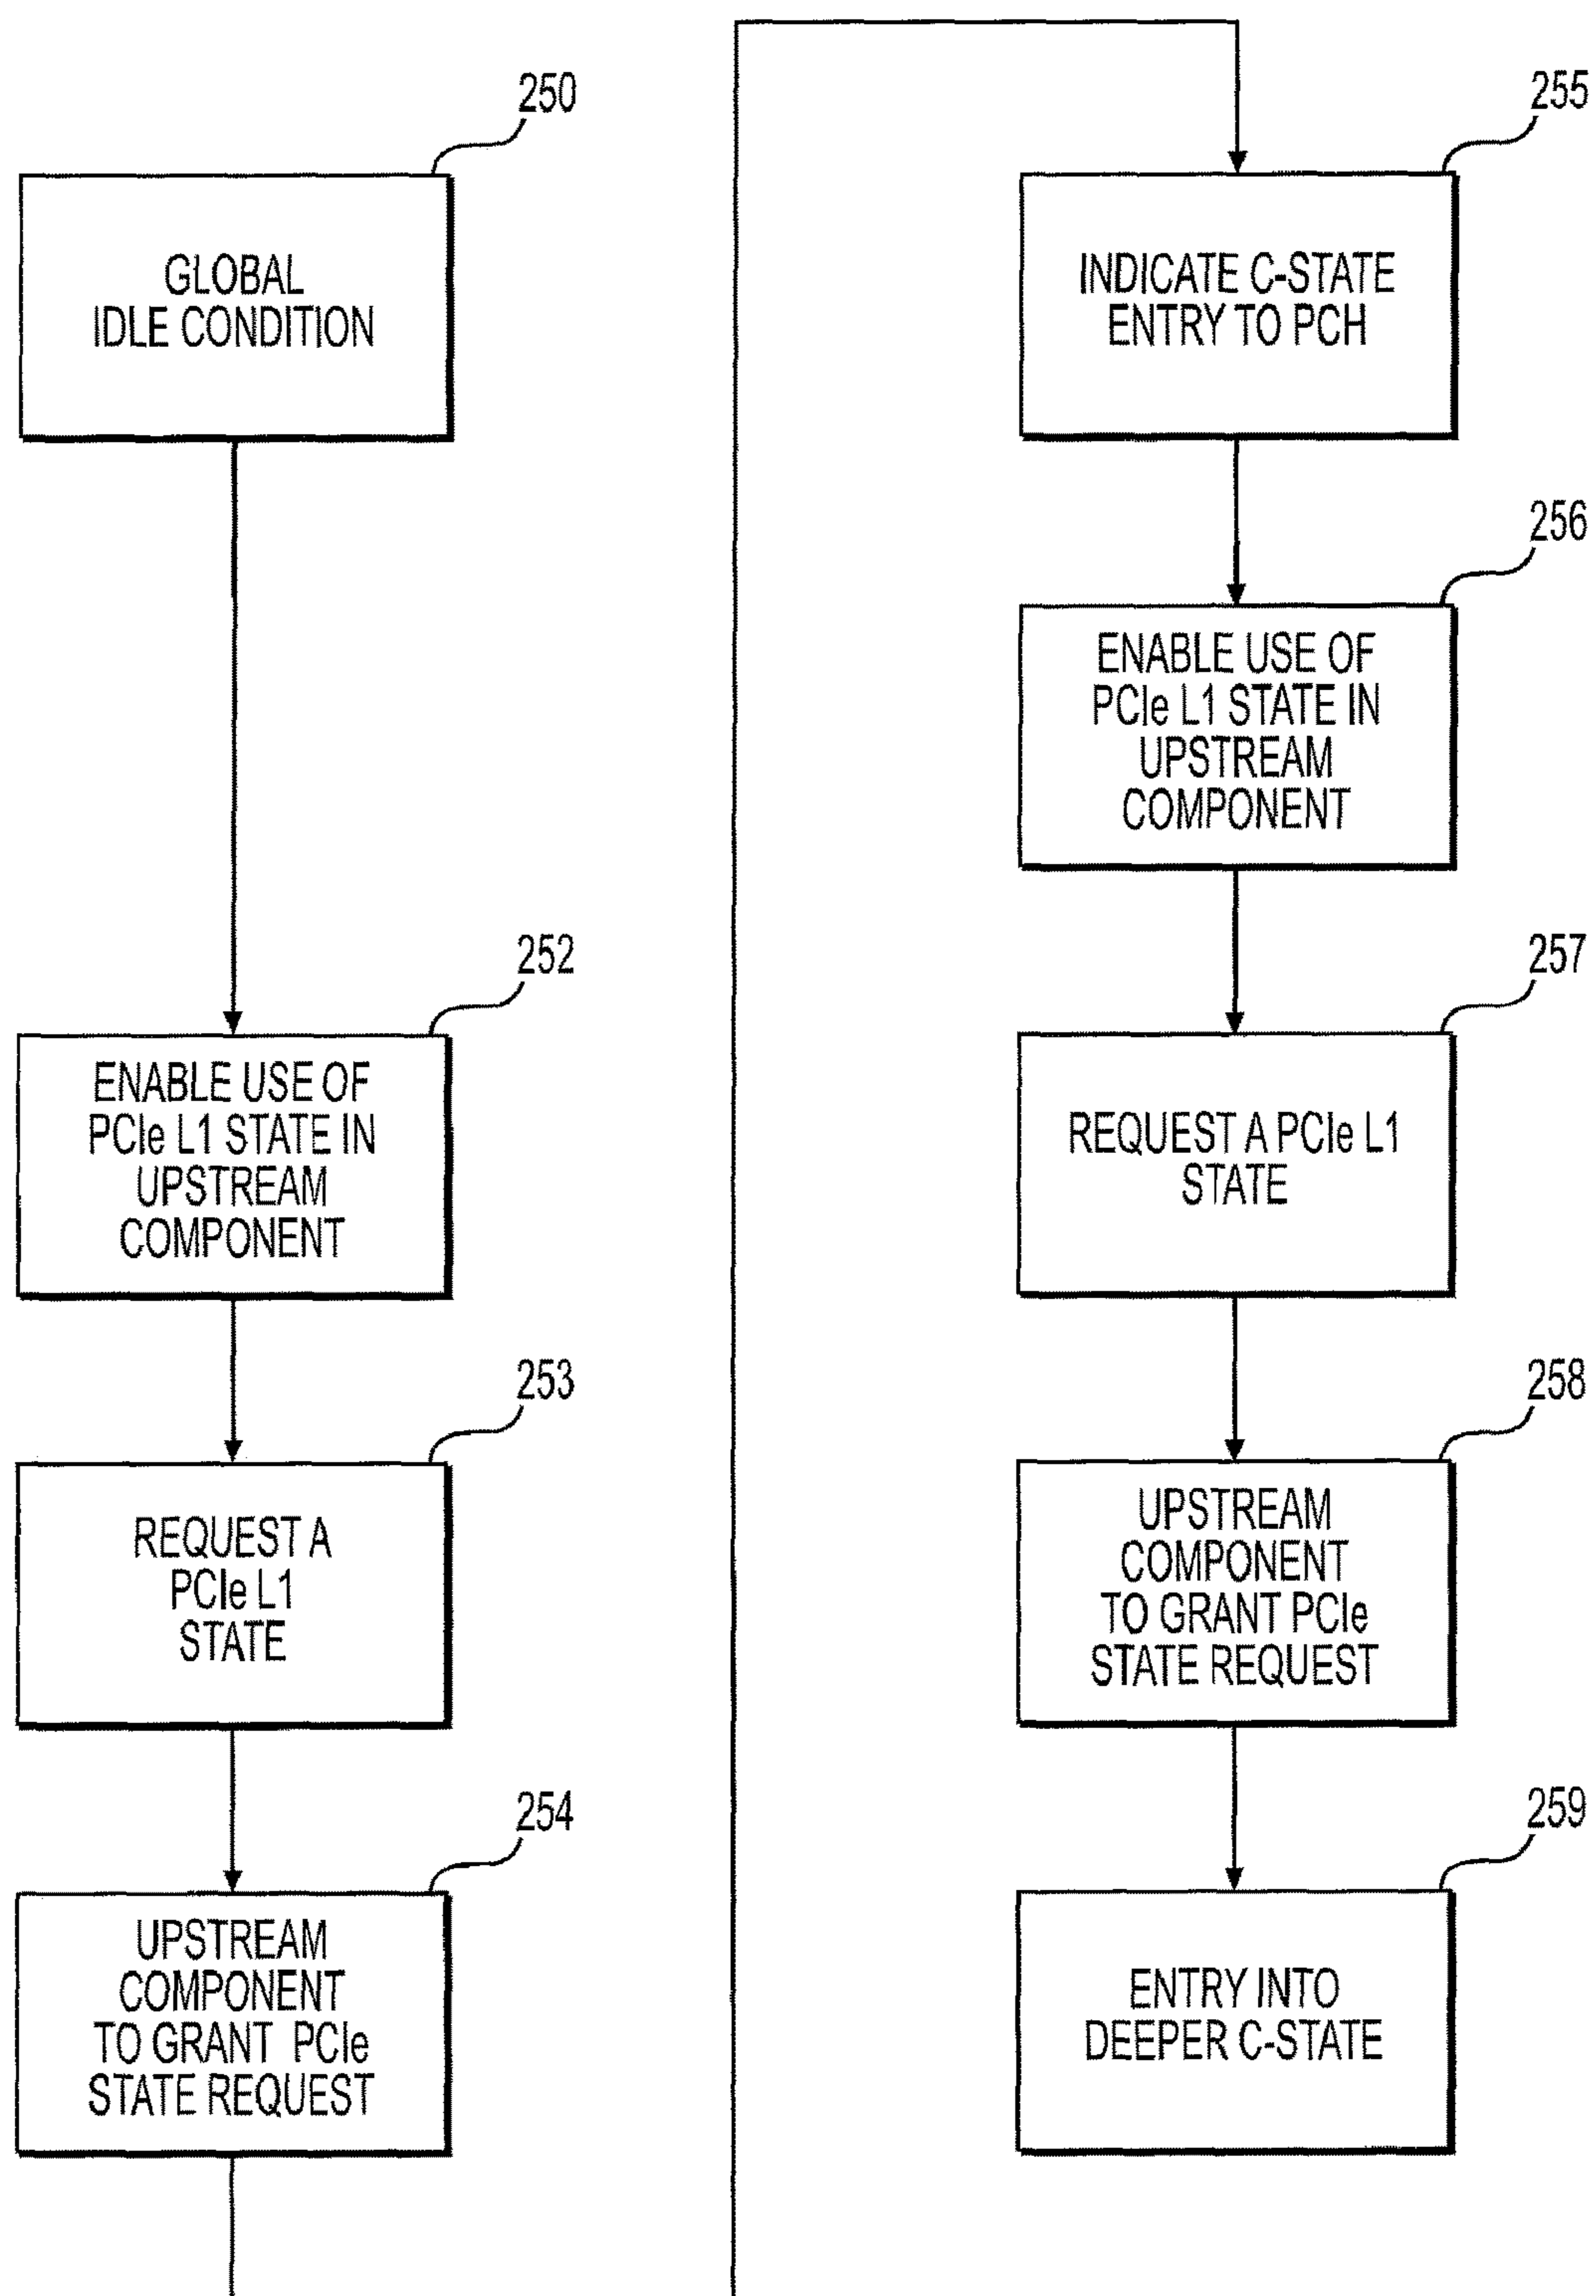 250
GLOBAL
IDLE CONDITION
252
ENABLE USE OF
PCIe L1 STATE IN
UPSTREAM
COMPONENT
253
REQUEST A
PCIe L1
STATE
254
UPSTREAM
COMPONENT
TO GRANT PCIe
STATE REQUEST
255
INDICATE C-STATE
ENTRY TO PCH
256
ENABLE USE OF
PCIe L1 STATE IN
UPSTREAM
COMPONENT
257
REQUEST A PCIe L1
STATE
258
UPSTREAM
COMPONENT
TO GRANT PCIe
STATE REQUEST
259
ENTRY INTO
DEEPER C-STATE